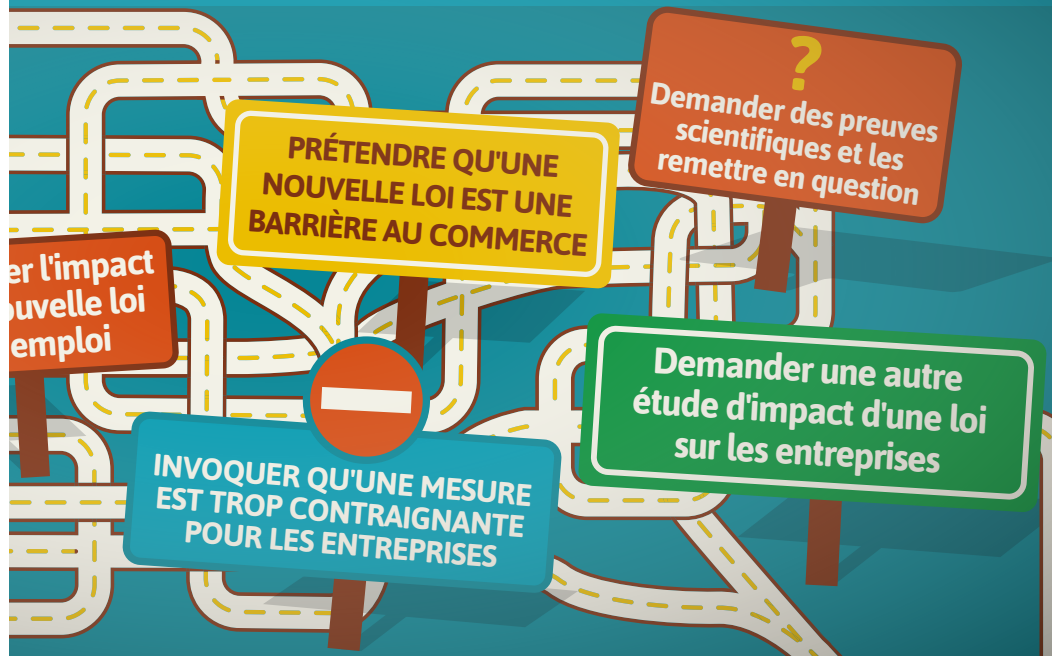 ?
Demander des preuves
scientifiques et les
remettre en question
PRÉTENDRE QU'UNE
NOUVELLE LOI EST UNE
BARRIÈRE AU COMMERCE
er l'impact
ouvelle loi
emploi
Demander une autre
étude d'impact d'une loi
sur les entreprises
INVOQUER QU'UNE MESURE
EST TROP CONTRAIGNANTE
POUR LES ENTREPRISES